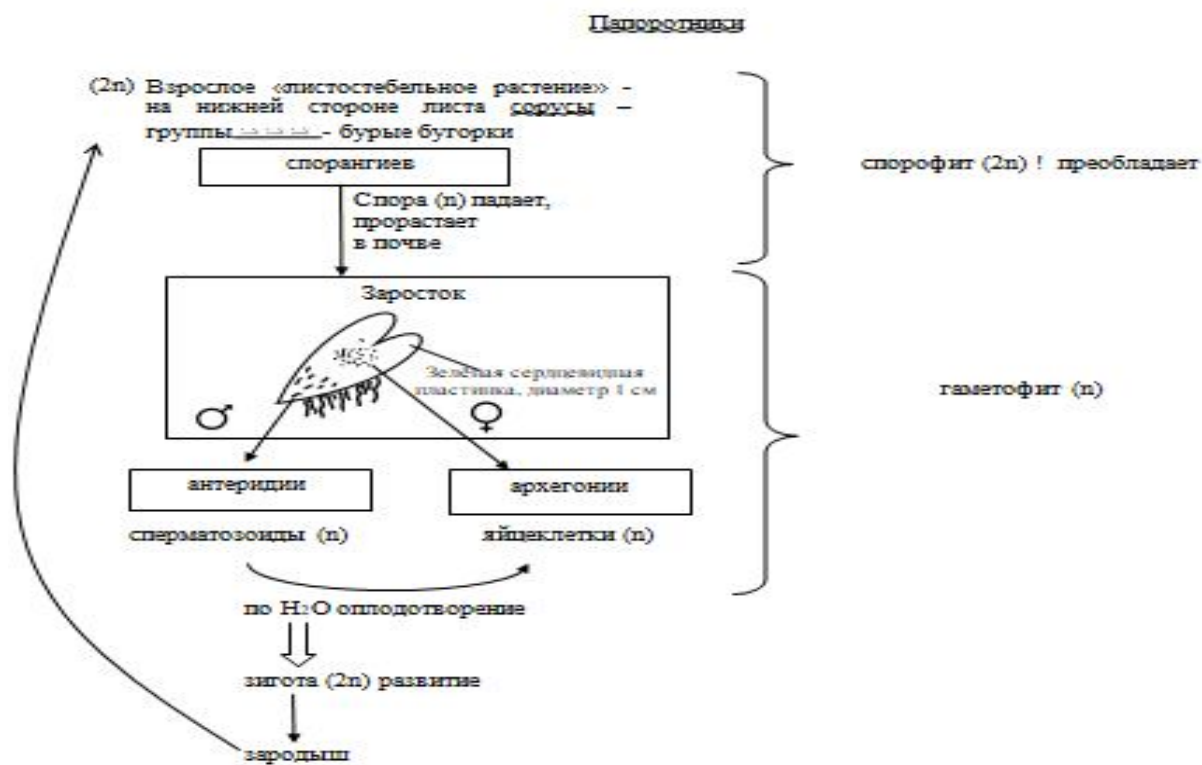 Папоротники
(2n) Взрослое «листостебельное растение» -
на нижней стороне листа сорусы –
группы - бурые бугорки
спорангиев
спорофит (2n) ! преобладает
Спора (n) падает,
прорастает
в почве
Заросток
Зелёная сердцевидная
пластинка, диаметр 1 см
♂
♀
гаметофит (n)
антеридии
архегонии
сперматозоиды (n)
яйцеклетки (n)
по H2O оплодотворение
зигота (2n) развитие
зародыш